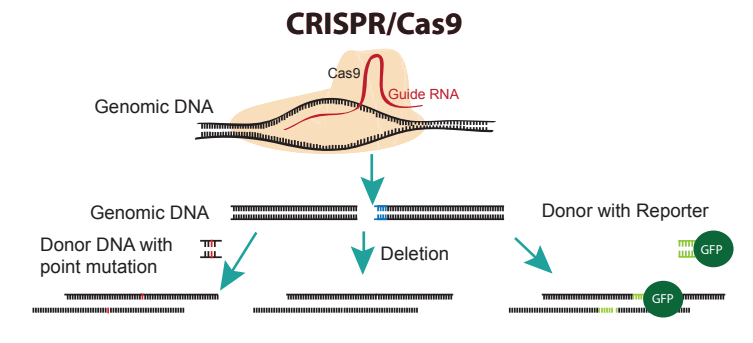 CRISPR/Cas9
Cas9
Guide RNA
Genomic DNA
Genomic DNA
Donor with Reporter
Donor DNA with
point mutation
Deletion
GFP
GFP